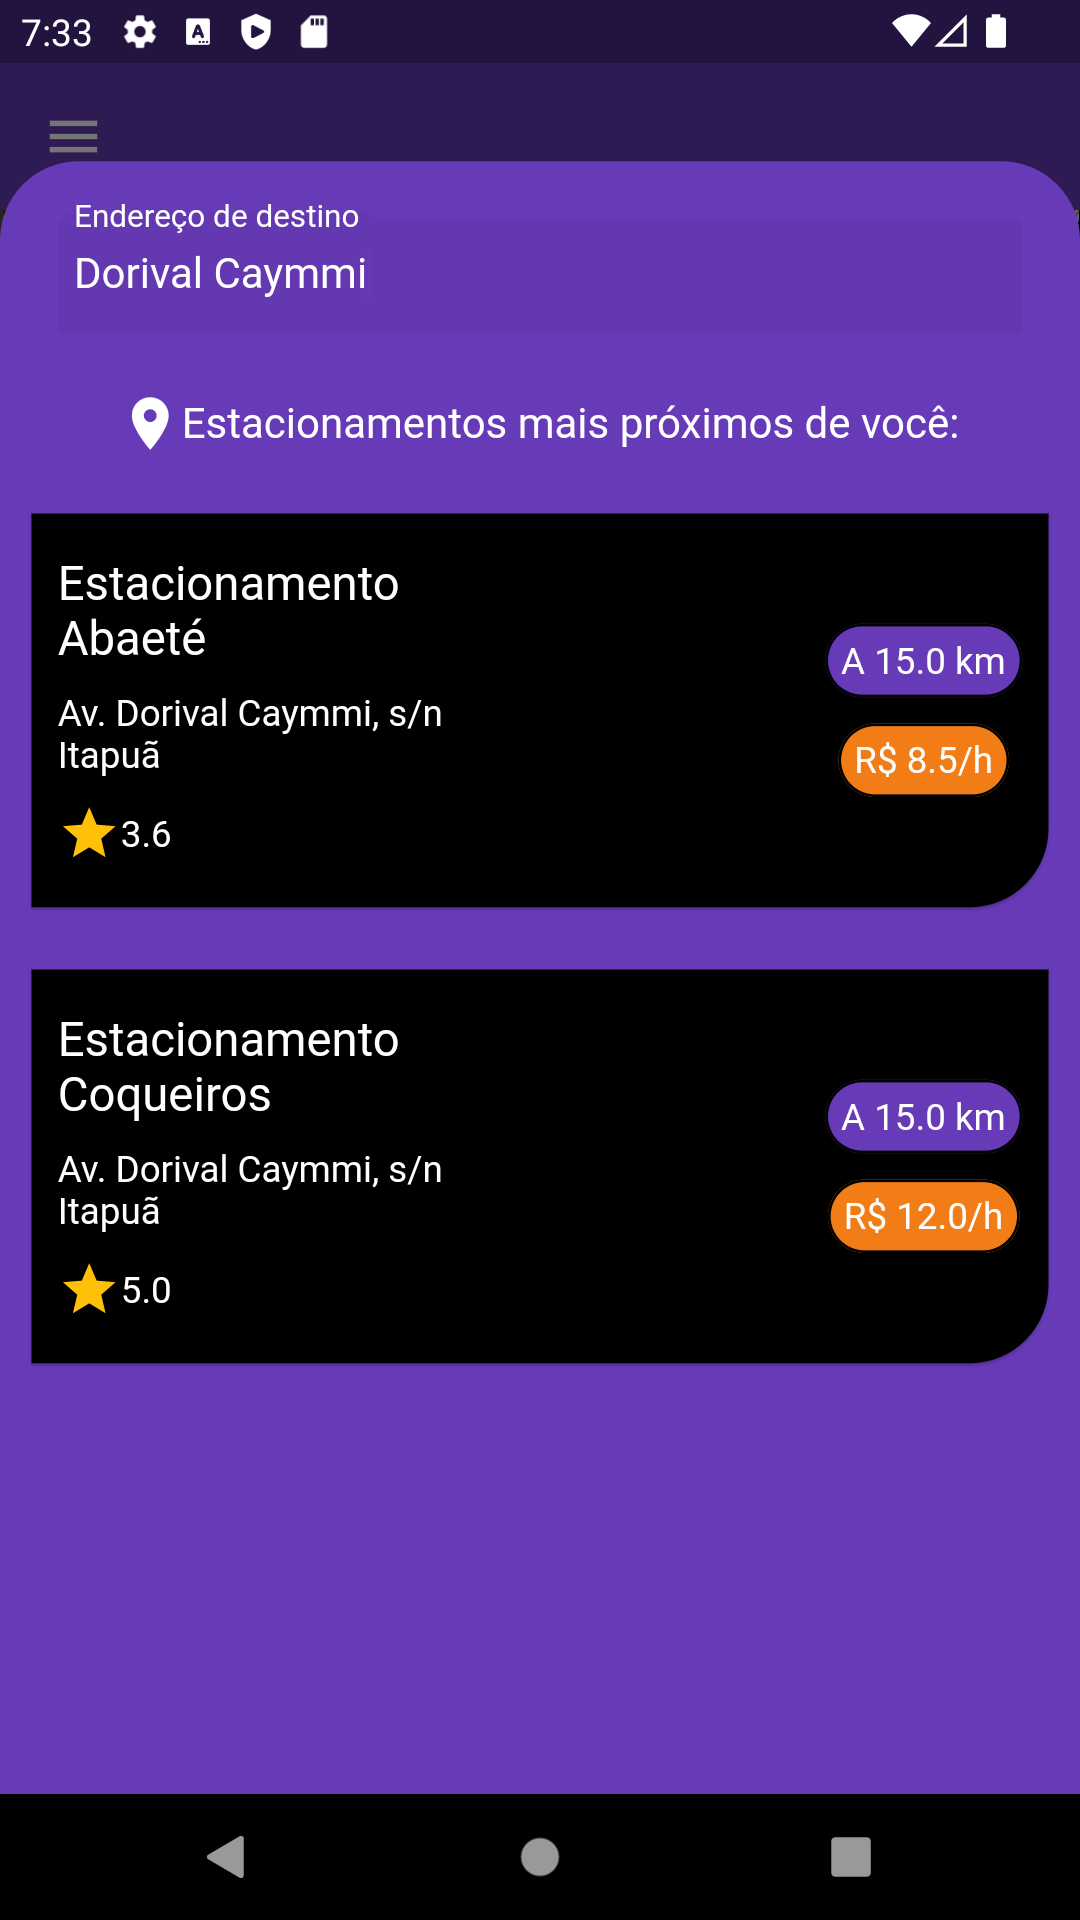 7:33
Endereço de destino
Dorival Caymmi
Estacionamentos mais próximos de você:
Estacionamento
Abaeté
Av. Dorival Caymmi, s/n
Itapuã
3.6
A 15.0 km
R$ 8.5/h
Estacionamento
Coqueiros
Av. Dorival Caymmi, s/n
Itapuã
5.0
A 15.0 km
R$ 12.0/h